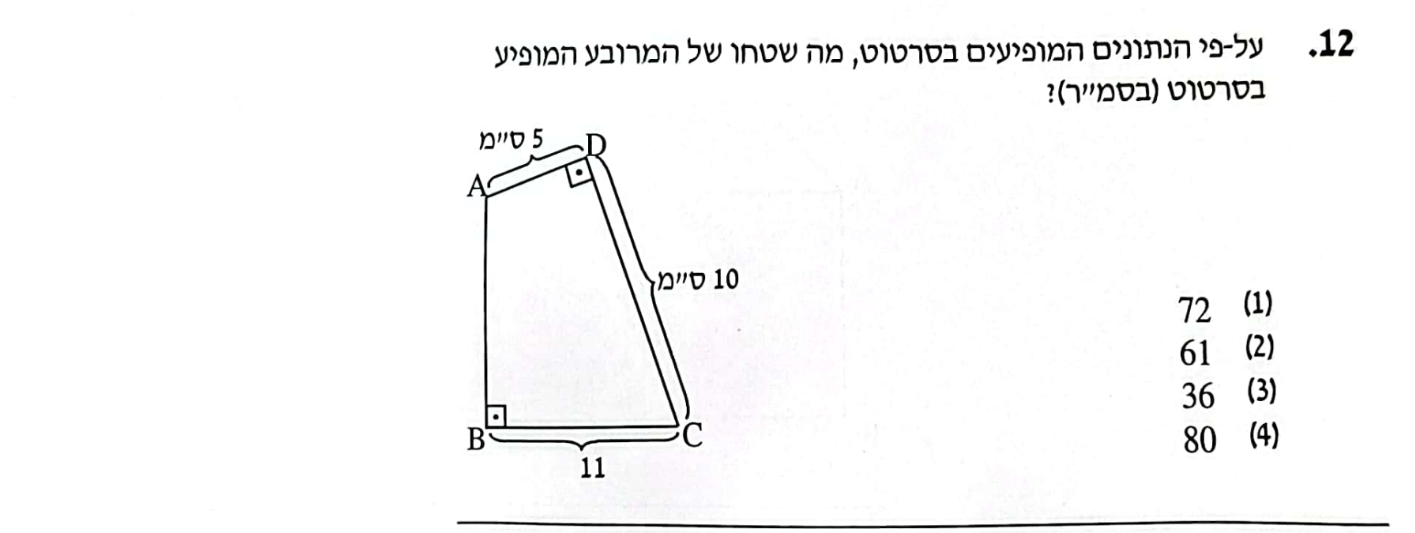 12. על-פי הנתונים המופיעים בסרטוט, מה שטחו של המרובע המופיע
בסרטוט (בסמ״ר)?
5 ס״מ
D
A
10 ס״מ
B
C
11
(1) 72
(2) 61
(3) 36
(4) 80